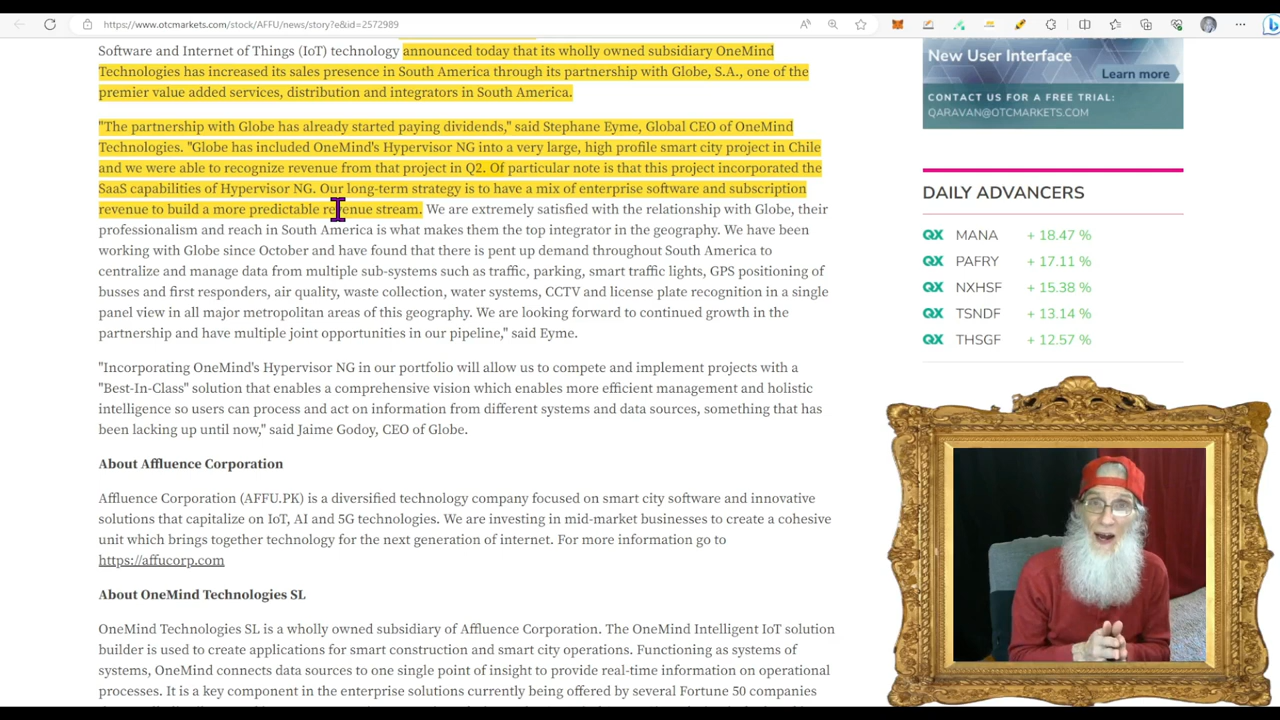 https://www.otcmarkets.com/stock/AFFU/news/story?e&id=2572989
Software and Internet of Things (IoT) technology announced today that its wholly owned subsidiary OneMind
Technologies has increased its sales presence in South America through its partnership with Globe, S.A., one of the
premier value added services, distribution and integrators in South America.
"The partnership with Globe has already started paying dividends," said Stephane Eyme, Global CEO of OneMind
Technologies. "Globe has included OneMind's Hypervisor NG into a very large, high profile smart city project in Chile
and we were able to recognize revenue from that project in Q2. Of particular note is that this project incorporated the
SaaS capabilities of Hypervisor NG. Our long-term strategy is to have a mix of enterprise software and subscription
revenue to build a more predictable revenue stream. We are extremely satisfied with the relationship with Globe, their
professionalism and reach in South America is what makes them the top integrator in the geography. We have been
working with Globe since October and have found that there is pent up demand throughout South America to
centralize and manage data from multiple sub-systems such as traffic, parking, smart traffic lights, GPS positioning of
busses and first responders, air quality, waste collection, water systems, CCTV and license plate recognition in a single
panel view in all major metropolitan areas of this geography. We are looking forward to continued growth in the
partnership and have multiple joint opportunities in our pipeline," said Eyme.
"Incorporating OneMind's Hypervisor NG in our portfolio will allow us to compete and implement projects with a
"Best-In-Class" solution that enables a comprehensive vision which enables more efficient management and holistic
intelligence so users can process and act on information from different systems and data sources, something that has
been lacking up until now," said Jaime Godoy, CEO of Globe.
About Affluence Corporation
Affluence Corporation (AFFU.PK) is a diversified technology company focused on smart city software and innovative
solutions that capitalize on IoT, AI and 5G technologies. We are investing in mid-market businesses to create a cohesive
unit which brings together technology for the next generation of internet. For more information go to
https://affucorp.com
About OneMind Technologies SL
OneMind Technologies SL is a wholly owned subsidiary of Affluence Corporation. The OneMind Intelligent IoT solution
builder is used to create applications for smart construction and smart city operations. Functioning as systems of
systems, OneMind connects data sources to one single point of insight to provide real-time information on operational
processes. It is a key component in the enterprise solutions currently being offered by several Fortune 50 companies
New User Interface
Learn more
CONTACT US FOR A FREE TRIAL:
QARAVAN@OTCMARKETS.COM
DAILY ADVANCERS
QX MANA + 18.47 %
QX PAFRY + 17.11 %
QX NXHSF + 15.38 %
QX TSNDF + 13.14 %
QX THSGF + 12.57 %